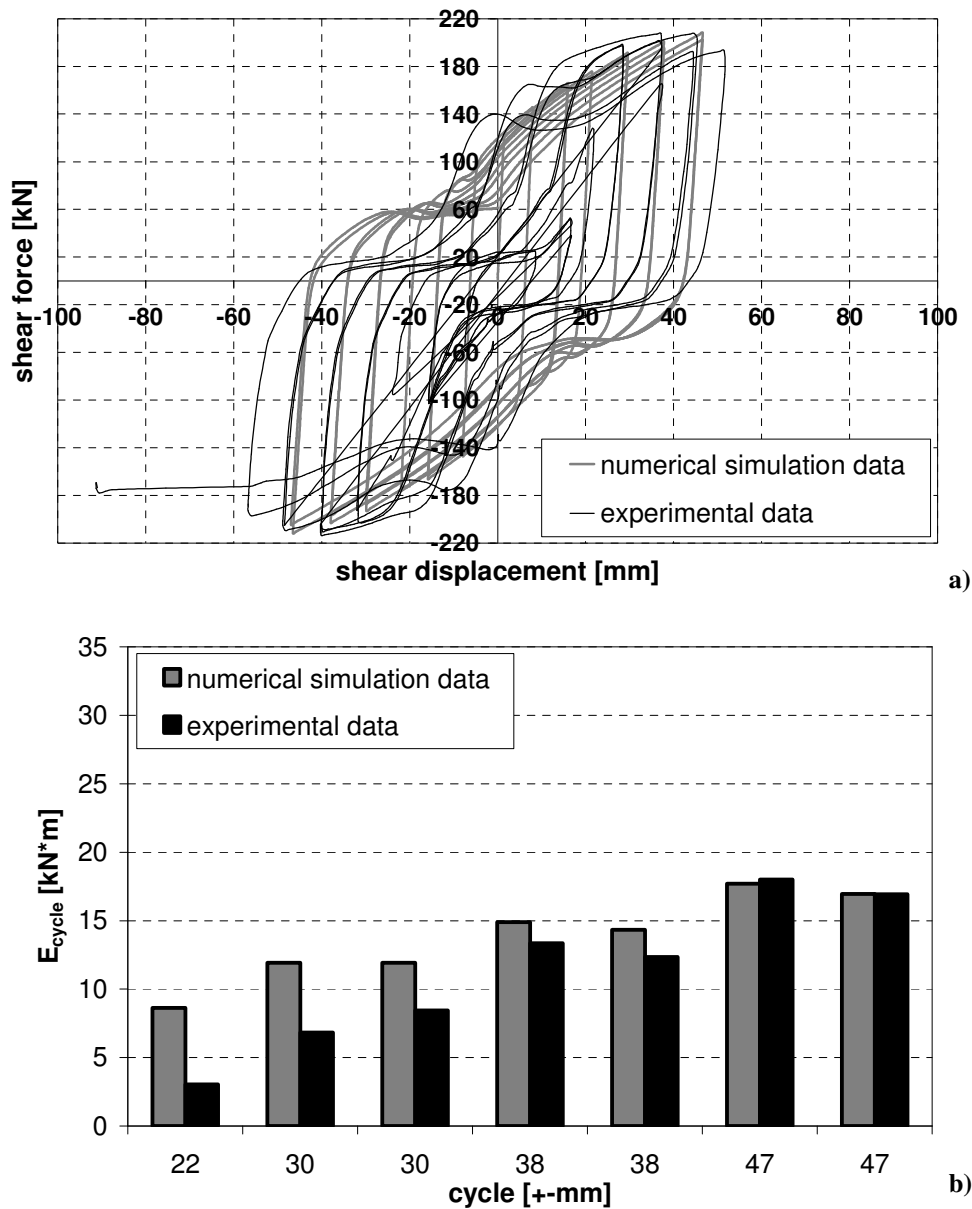 220
180
140
100
60
20
-20
-60
-100
-140
-180
-220
-100 -80 -60 -40 -20 0 20 40 60 80 100
shear force [kN]
numerical simulation data
experimental data
shear displacement [mm]
a)
35
30
25
20
15
10
5
0
numerical simulation data
experimental data
E_cycle [kN*m]
22 30 30 38 38 47 47
cycle [+-mm]
b)